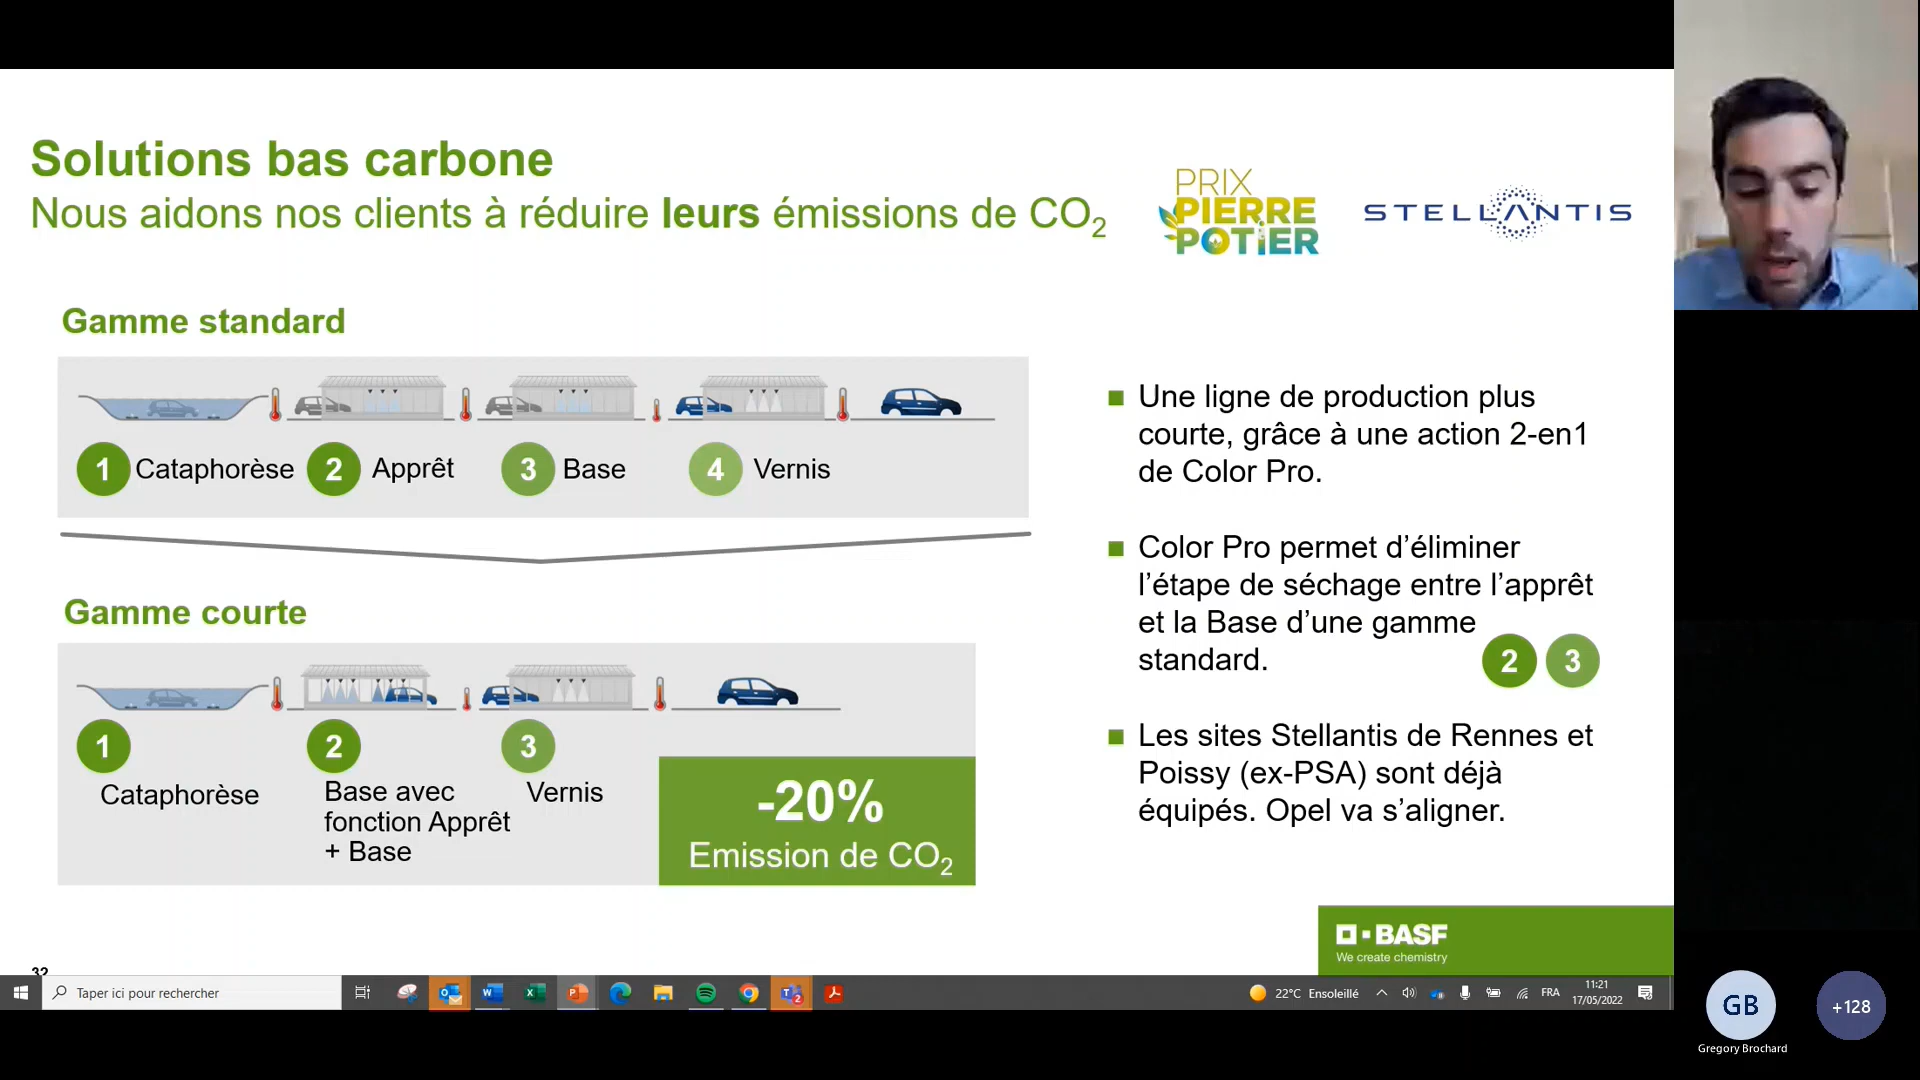 Solutions bas carbone
Nous aidons nos clients à réduire leurs émissions de CO2
PRIX
PIERRE
POTIER
STELLANTIS
Gamme standard
1 Cataphorèse 2 Apprêt 3 Base 4 Vernis
Gamme courte
1
Cataphorèse
2
Base avec
fonction Apprêt
+ Base
3
Vernis
-20%
Emission de CO2
Une ligne de production plus
courte, grâce à une action 2-en1
de Color Pro.
Color Pro permet d’éliminer
l’étape de séchage entre l’apprêt
et la Base d’une gamme
standard.
2 3
Les sites Stellantis de Rennes et
Poissy (ex-PSA) sont déjà
équipés. Opel va s’aligner.
BASF
We create chemistry
32
Taper ici pour rechercher
22°C Ensoleillé
FRA
11:21
17/05/2022
GB
Gregory Brochard
+128